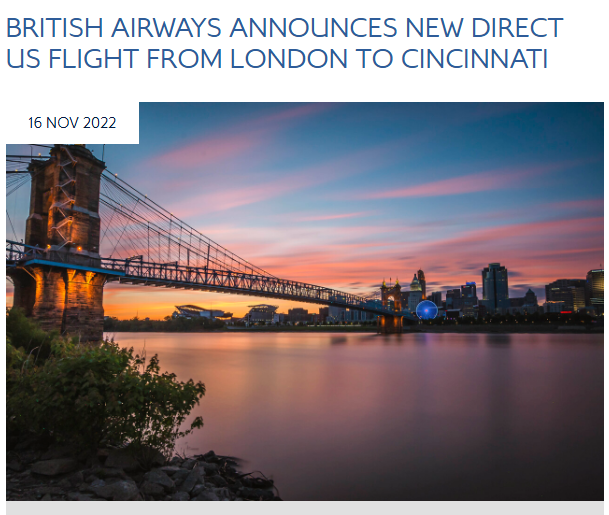 BRITISH AIRWAYS ANNOUNCES NEW DIRECT
US FLIGHT FROM LONDON TO CINCINNATI
16 NOV 2022